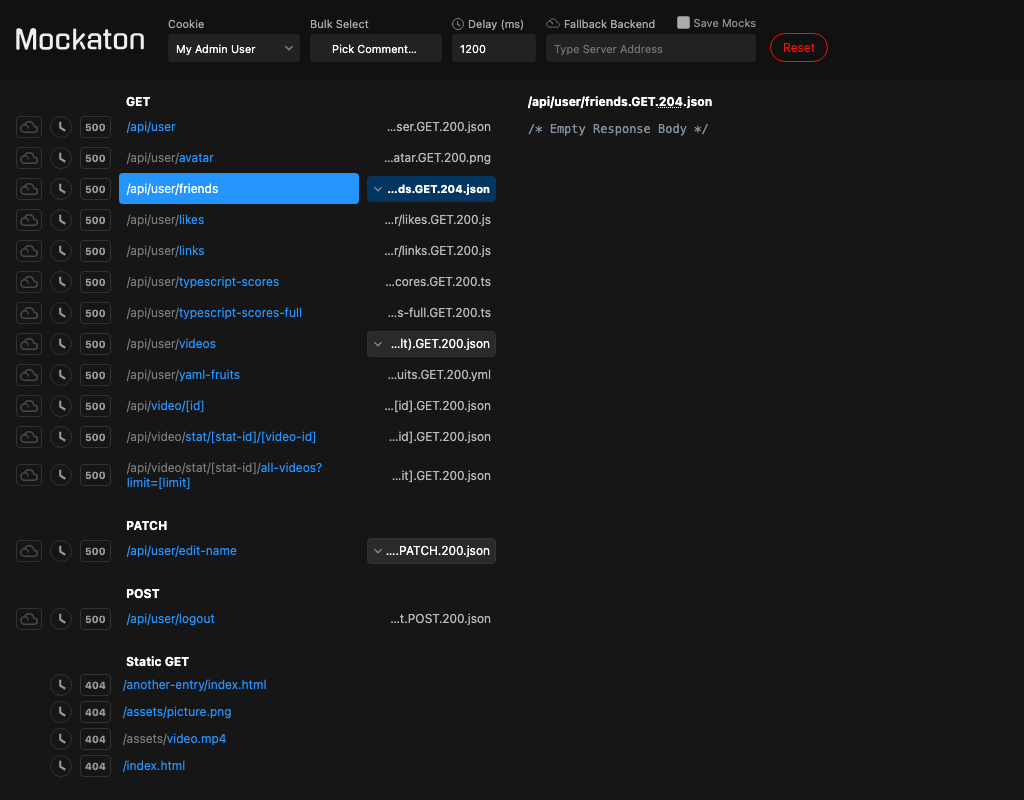 Mockaton
Cookie
My Admin User
Bulk Select
Pick Comment...
Delay (ms)
1200
Fallback Backend
Type Server Address
Save Mocks
Reset
GET
500 /api/user ...ser.GET.200.json
500 /api/user/avatar ...atar.GET.200.png
500 /api/user/friends ...ds.GET.204.json
500 /api/user/likes ...r/likes.GET.200.js
500 /api/user/links ...r/links.GET.200.js
500 /api/user/typescript-scores ...cores.GET.200.ts
500 /api/user/typescript-scores-full ...s-full.GET.200.ts
500 /api/user/videos ...lt).GET.200.json
500 /api/user/yaml-fruits ...uits.GET.200.yml
500 /api/video/[id] ...[id].GET.200.json
500 /api/video/stat/[stat-id]/[video-id] ...id].GET.200.json
500 /api/video/stat/[stat-id]/all-videos? ...it].GET.200.json
limit=[limit]
PATCH
500 /api/user/edit-name ....PATCH.200.json
POST
500 /api/user/logout ...t.POST.200.json
Static GET
404 /another-entry/index.html
404 /assets/picture.png
404 /assets/video.mp4
404 /index.html
/api/user/friends.GET.204.json
/* Empty Response Body */